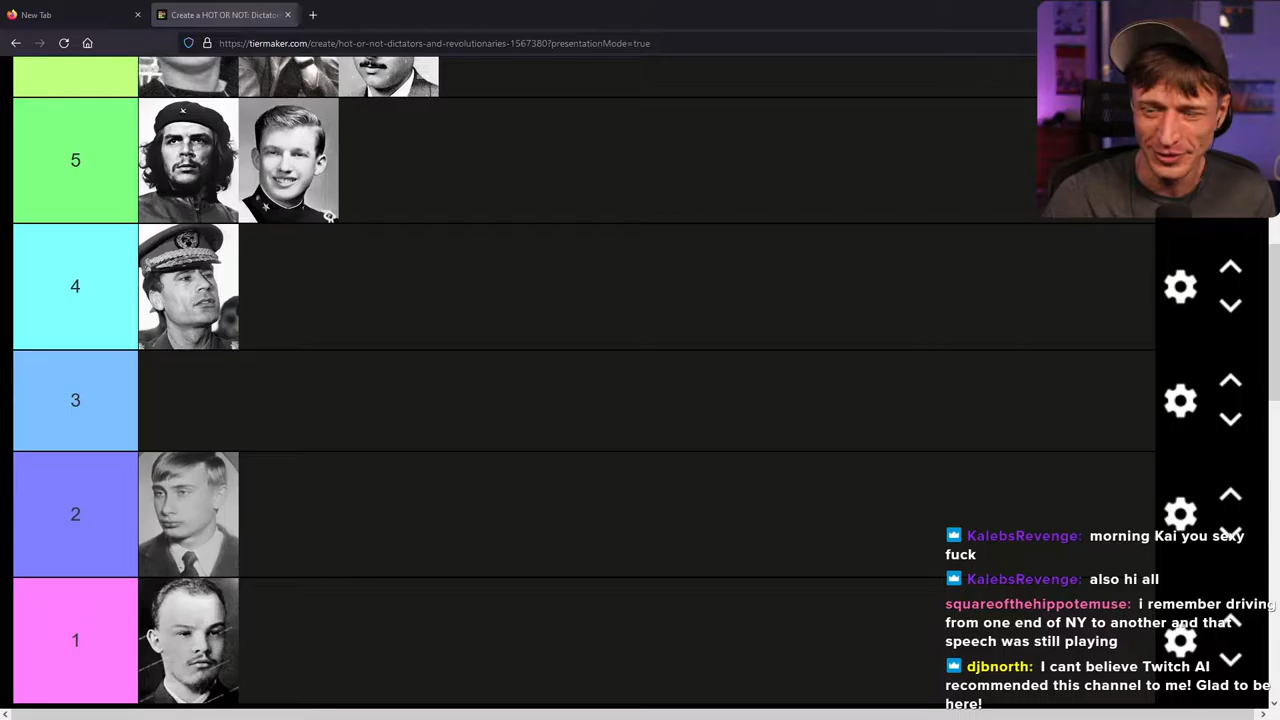 New Tab
Create a HOT OR NOT: Dictator
https://tiermaker.com/create/hot-or-not-dictators-and-revolutionaries-1567380?presentationMode=true
5
4
3
2
1
KalebsRevenge: morning Kai you sexy
fuck
KalebsRevenge: also hi all
squareofthehippotemuse: i remember driving
from one end of NY to another and that
speech was still playing
djbnorth: I cant believe Twitch AI
recommended this channel to me! Glad to be
here!